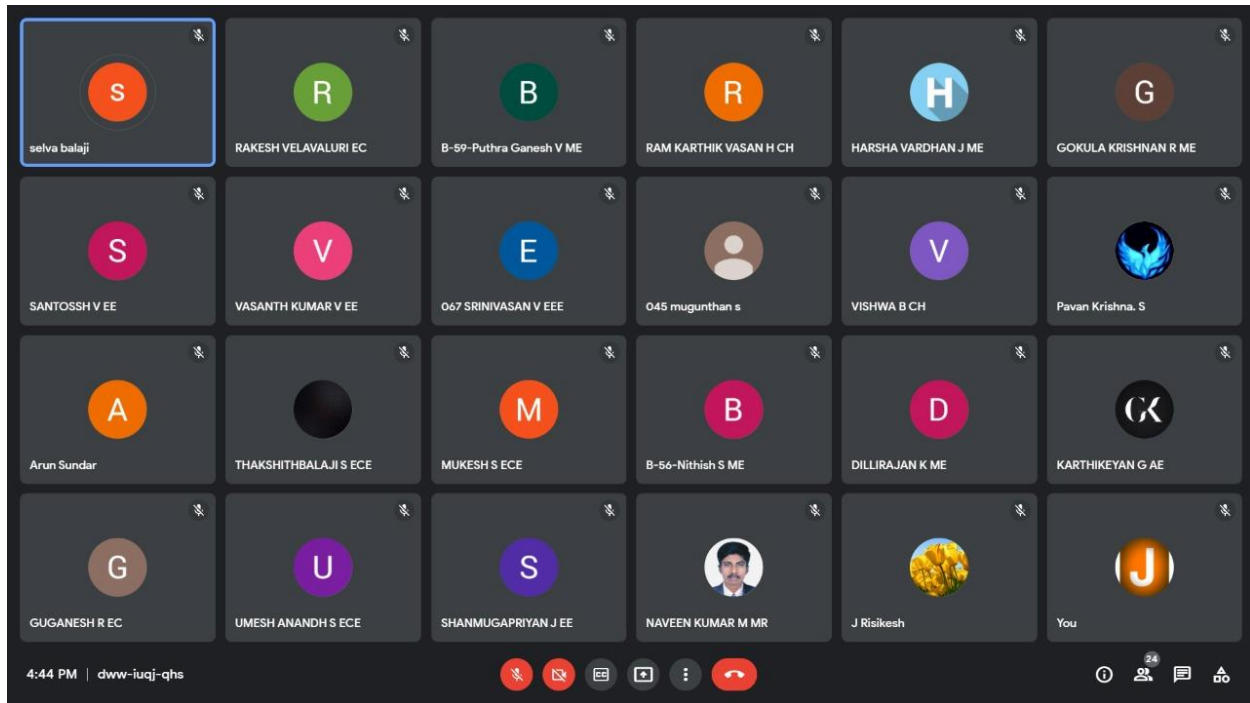 S
selva balaji
R
RAKESH VELAVALURI EC
B
B-59-Puthra Ganesh V ME
R
RAM KARTHIK VASAN H CH
H
HARSHA VARDHAN J ME
G
GOKULA KRISHNAN R ME
S
SANTOSSH V EE
V
VASANTH KUMAR V EE
E
067 SRINIVASAN V EEE
045 mugunthan s
V
VISHWA B CH
Pavan Krishna. S
A
Arun Sundar
THAKSHITHBALAJI S ECE
M
MUKESH S ECE
B
B-56-Nithish S ME
D
DILLIRAJAN K ME
GK
KARTHIKEYAN G AE
G
GUGANESH R EC
U
UMESH ANANDH S ECE
S
SHANMUGAPRIYAN J EE
NAVEEN KUMAR M MR
J Risikesh
J
You
4:44 PM | dww-iuqj-qhs
CC
24